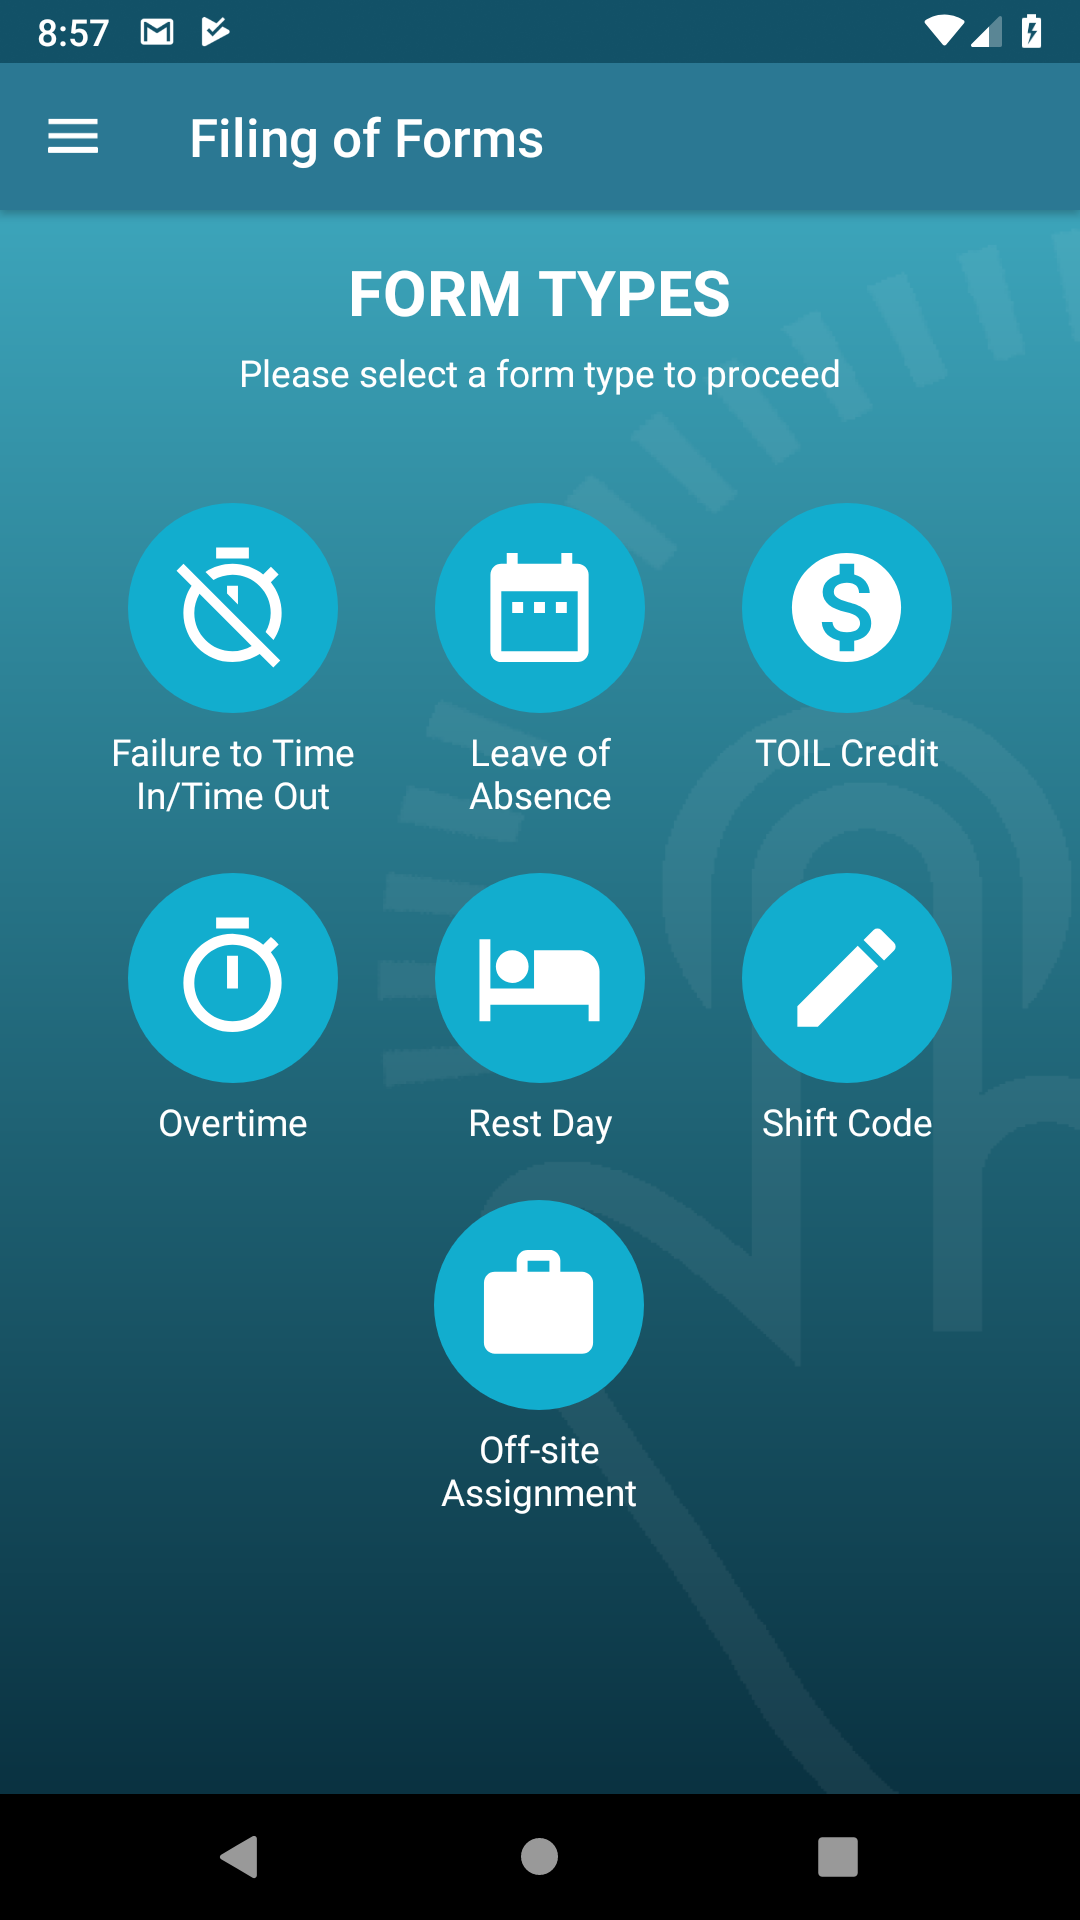 8:57
Filing of Forms
FORM TYPES
Please select a form type to proceed
Failure to Time
In/Time Out
Leave of
Absence
TOIL Credit
Overtime
Rest Day
Shift Code
Off-site
Assignment